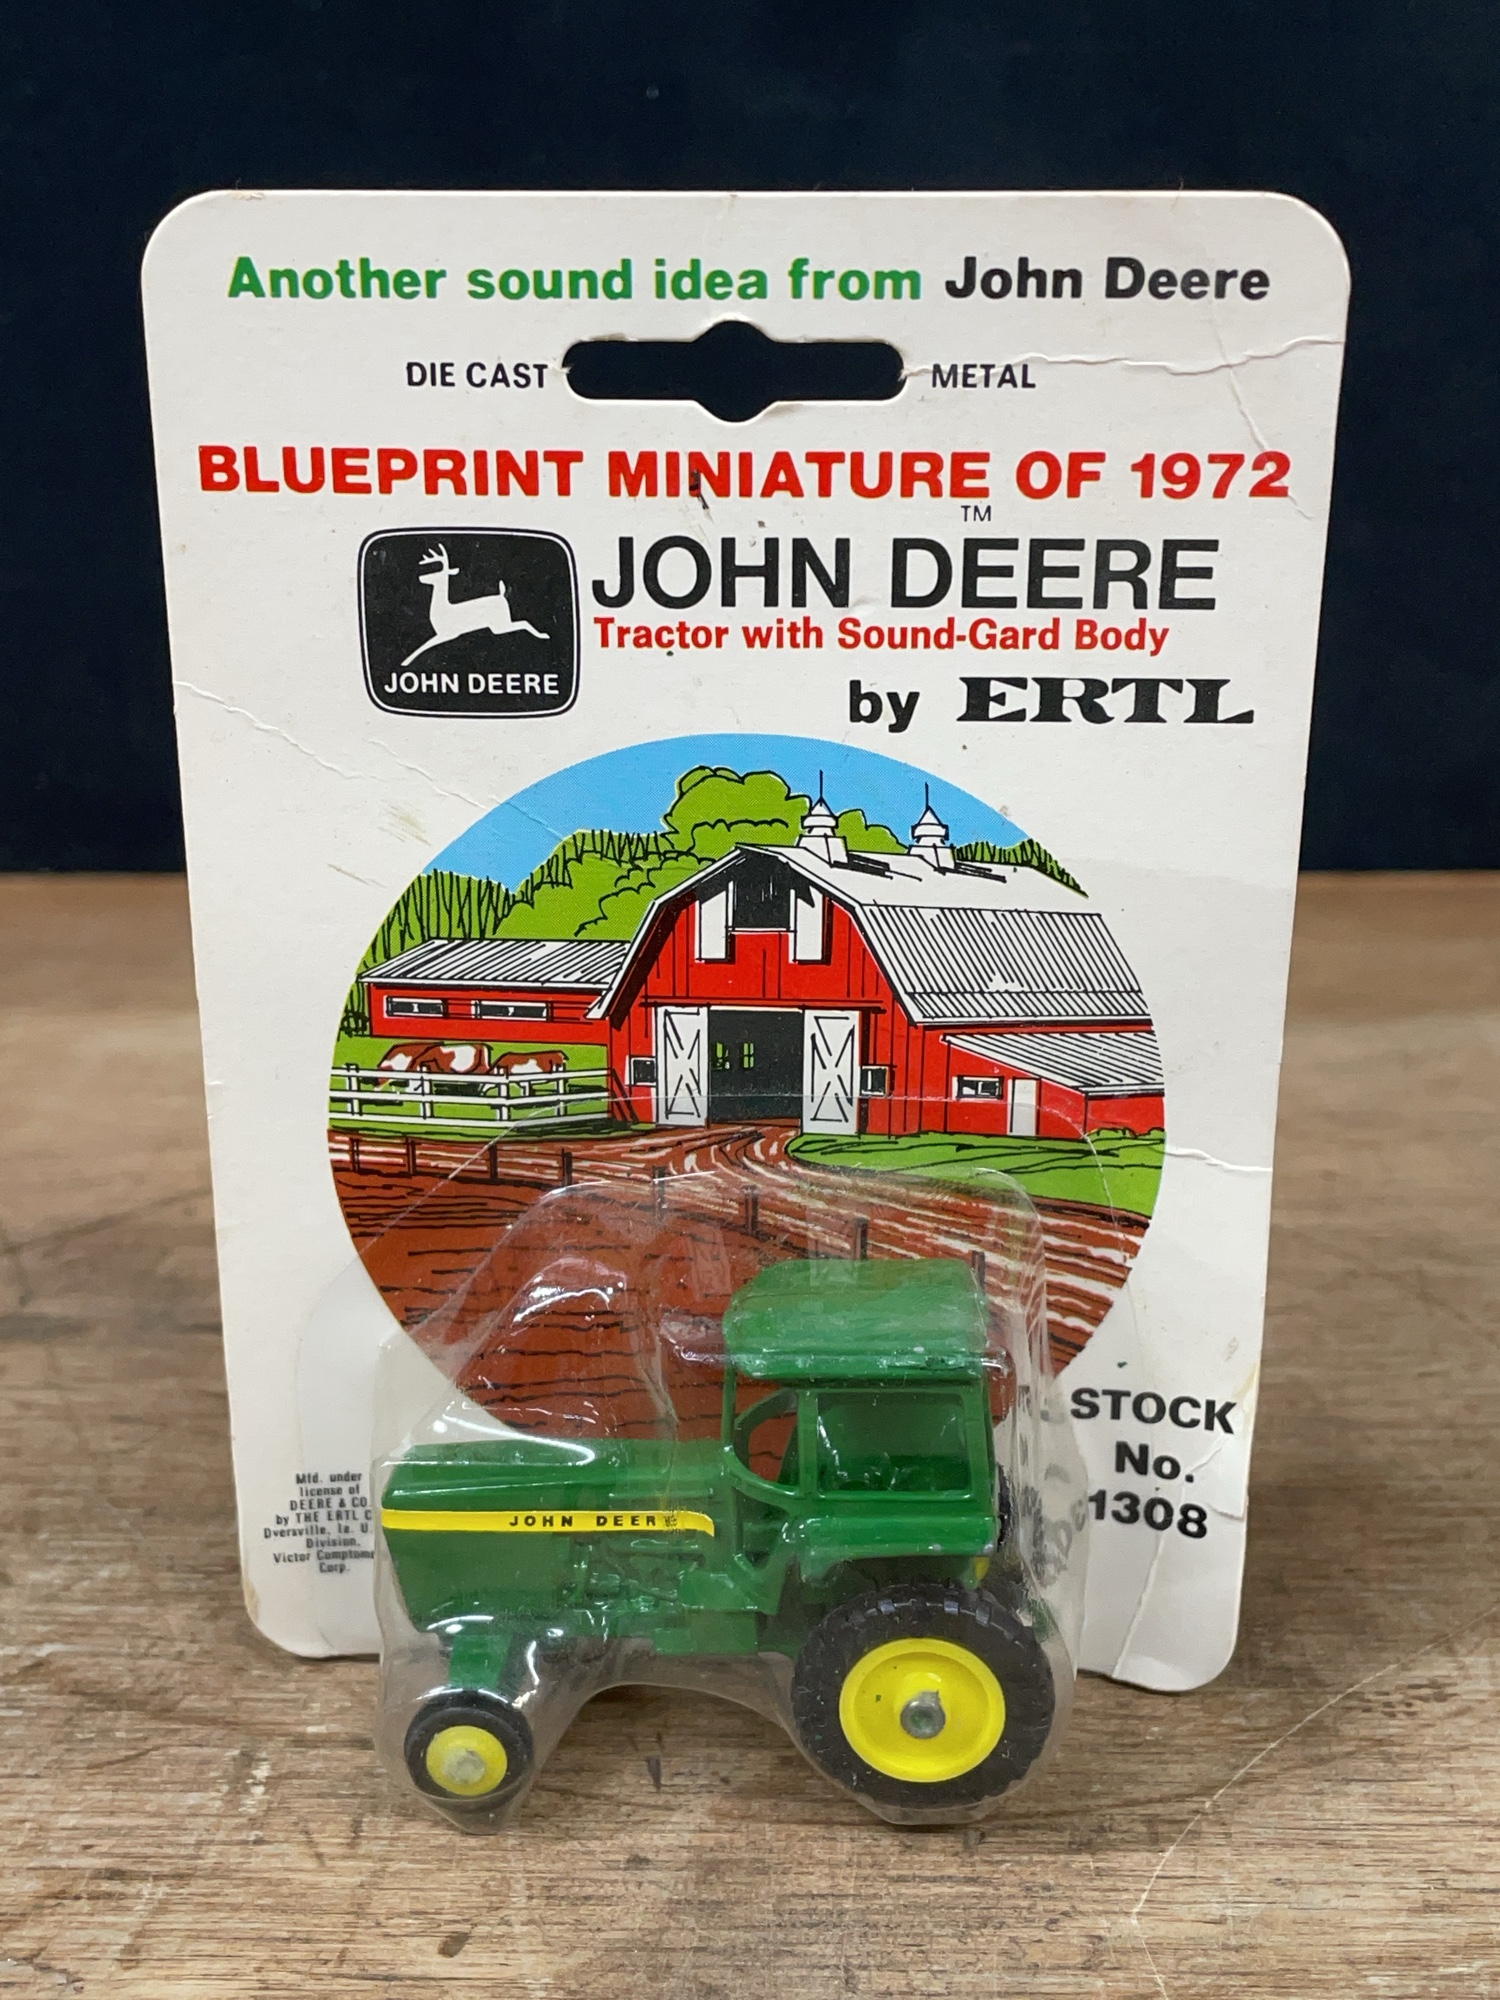 Another sound idea from John Deere
DIE CAST METAL
BLUEPRINT MINIATURE OF 1972
TM
JOHN DEERE
Tractor with Sound-Gard Body
JOHN DEERE
by ERTL
STOCK
No.
1308
Mfd. under
license of
DEERE & CO.
by THE ERTL C
Dyersville, Ia. U.
Division,
Victor Comptome
Corp.
JOHN DEER